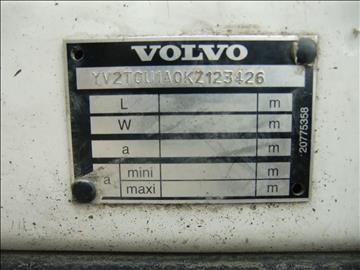 VOLVO
YV2TGU1A0KZ123426
L m
W m
a m
a mini m
maxi m
20775358